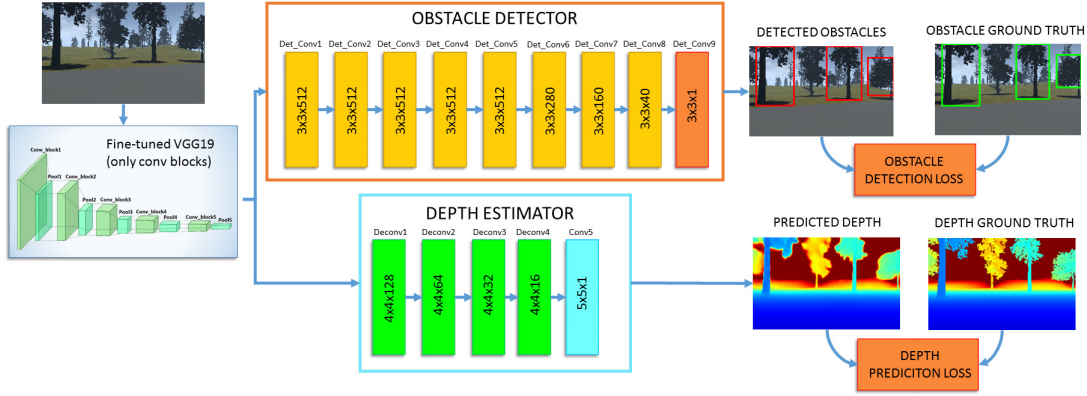 OBSTACLE DETECTOR
Det_Conv1 Det_Conv2 Det_Conv3 Det_Conv4 Det_Conv5 Det_Conv6 Det_Conv7 Det_Conv8 Det_Conv9
3x3x512 3x3x512 3x3x512 3x3x512 3x3x512 3x3x280 3x3x160 3x3x40 3x3x1
DETECTED OBSTACLES
OBSTACLE GROUND TRUTH
OBSTACLE
DETECTION LOSS
Fine-tuned VGG19
(only conv blocks)
Conv_block1
Pool1
Conv_block2
Pool2
Conv_block3
Pool3
Conv_block4
Pool4
Conv_block5
Pool5
DEPTH ESTIMATOR
Deconv1 Deconv2 Deconv3 Deconv4 Conv5
4x4x128 4x4x64 4x4x32 4x4x16 5x5x1
PREDICTED DEPTH
DEPTH GROUND TRUTH
DEPTH
PREDICITON LOSS